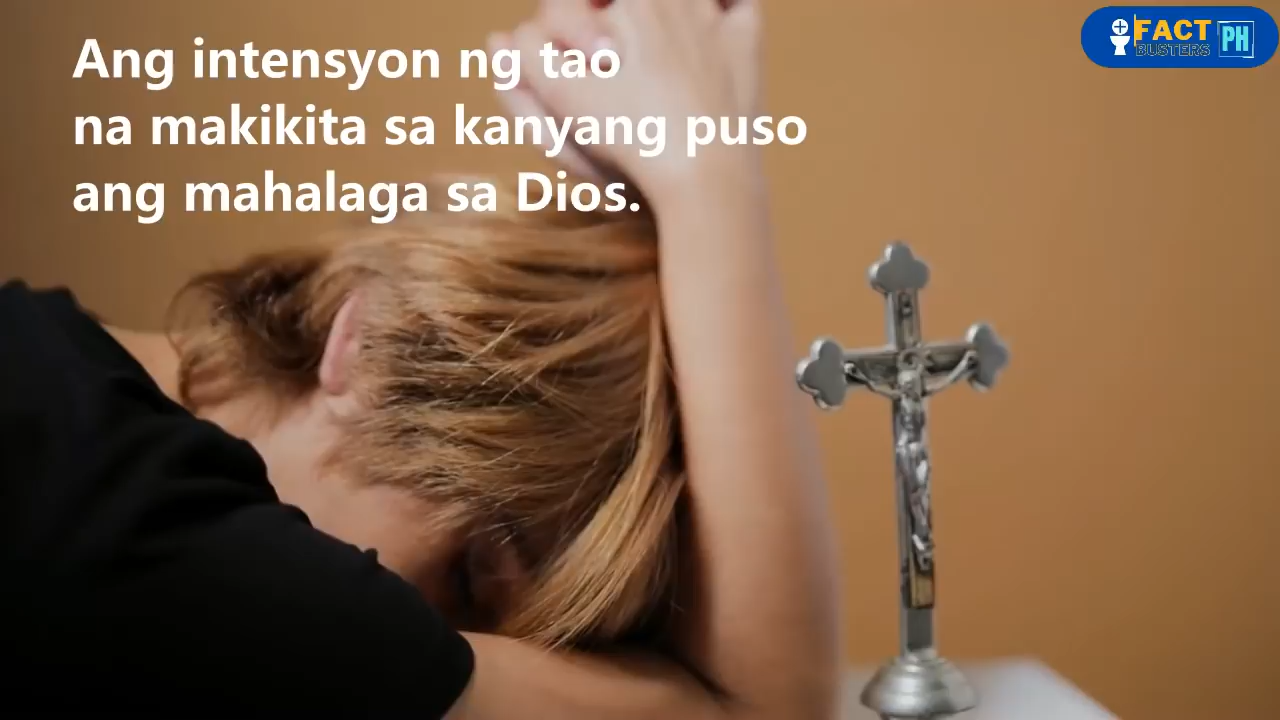 Ang intensyon ng tao
na makikita sa kanyang puso
ang mahalaga sa Dios.
FACT
BUSTERS
PH